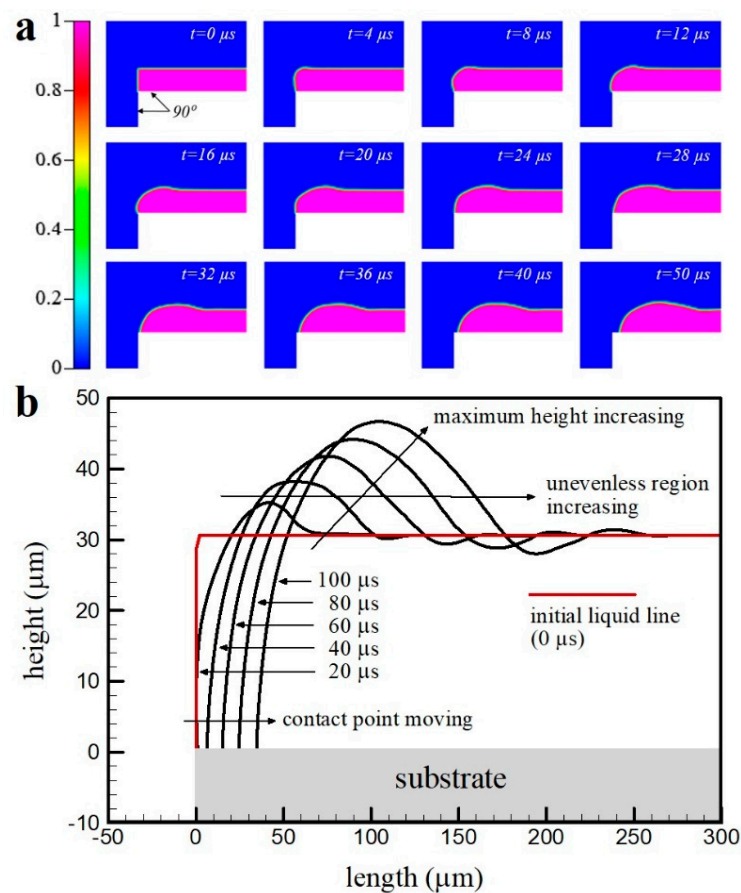 a
1
0.8
0.6
0.4
0.2
0
t=0 µs
t=4 µs
t=8 µs
t=12 µs
90º
t=16 µs
t=20 µs
t=24 µs
t=28 µs
t=32 µs
t=36 µs
t=40 µs
t=50 µs
b
50
40
30
20
10
0
-10
height (µm)
maximum height increasing
unevenless region
increasing
100 µs
80 µs
60 µs
40 µs
20 µs
initial liquid line
(0 µs)
contact point moving
substrate
-50
0
50
100
150
200
250
300
length (µm)